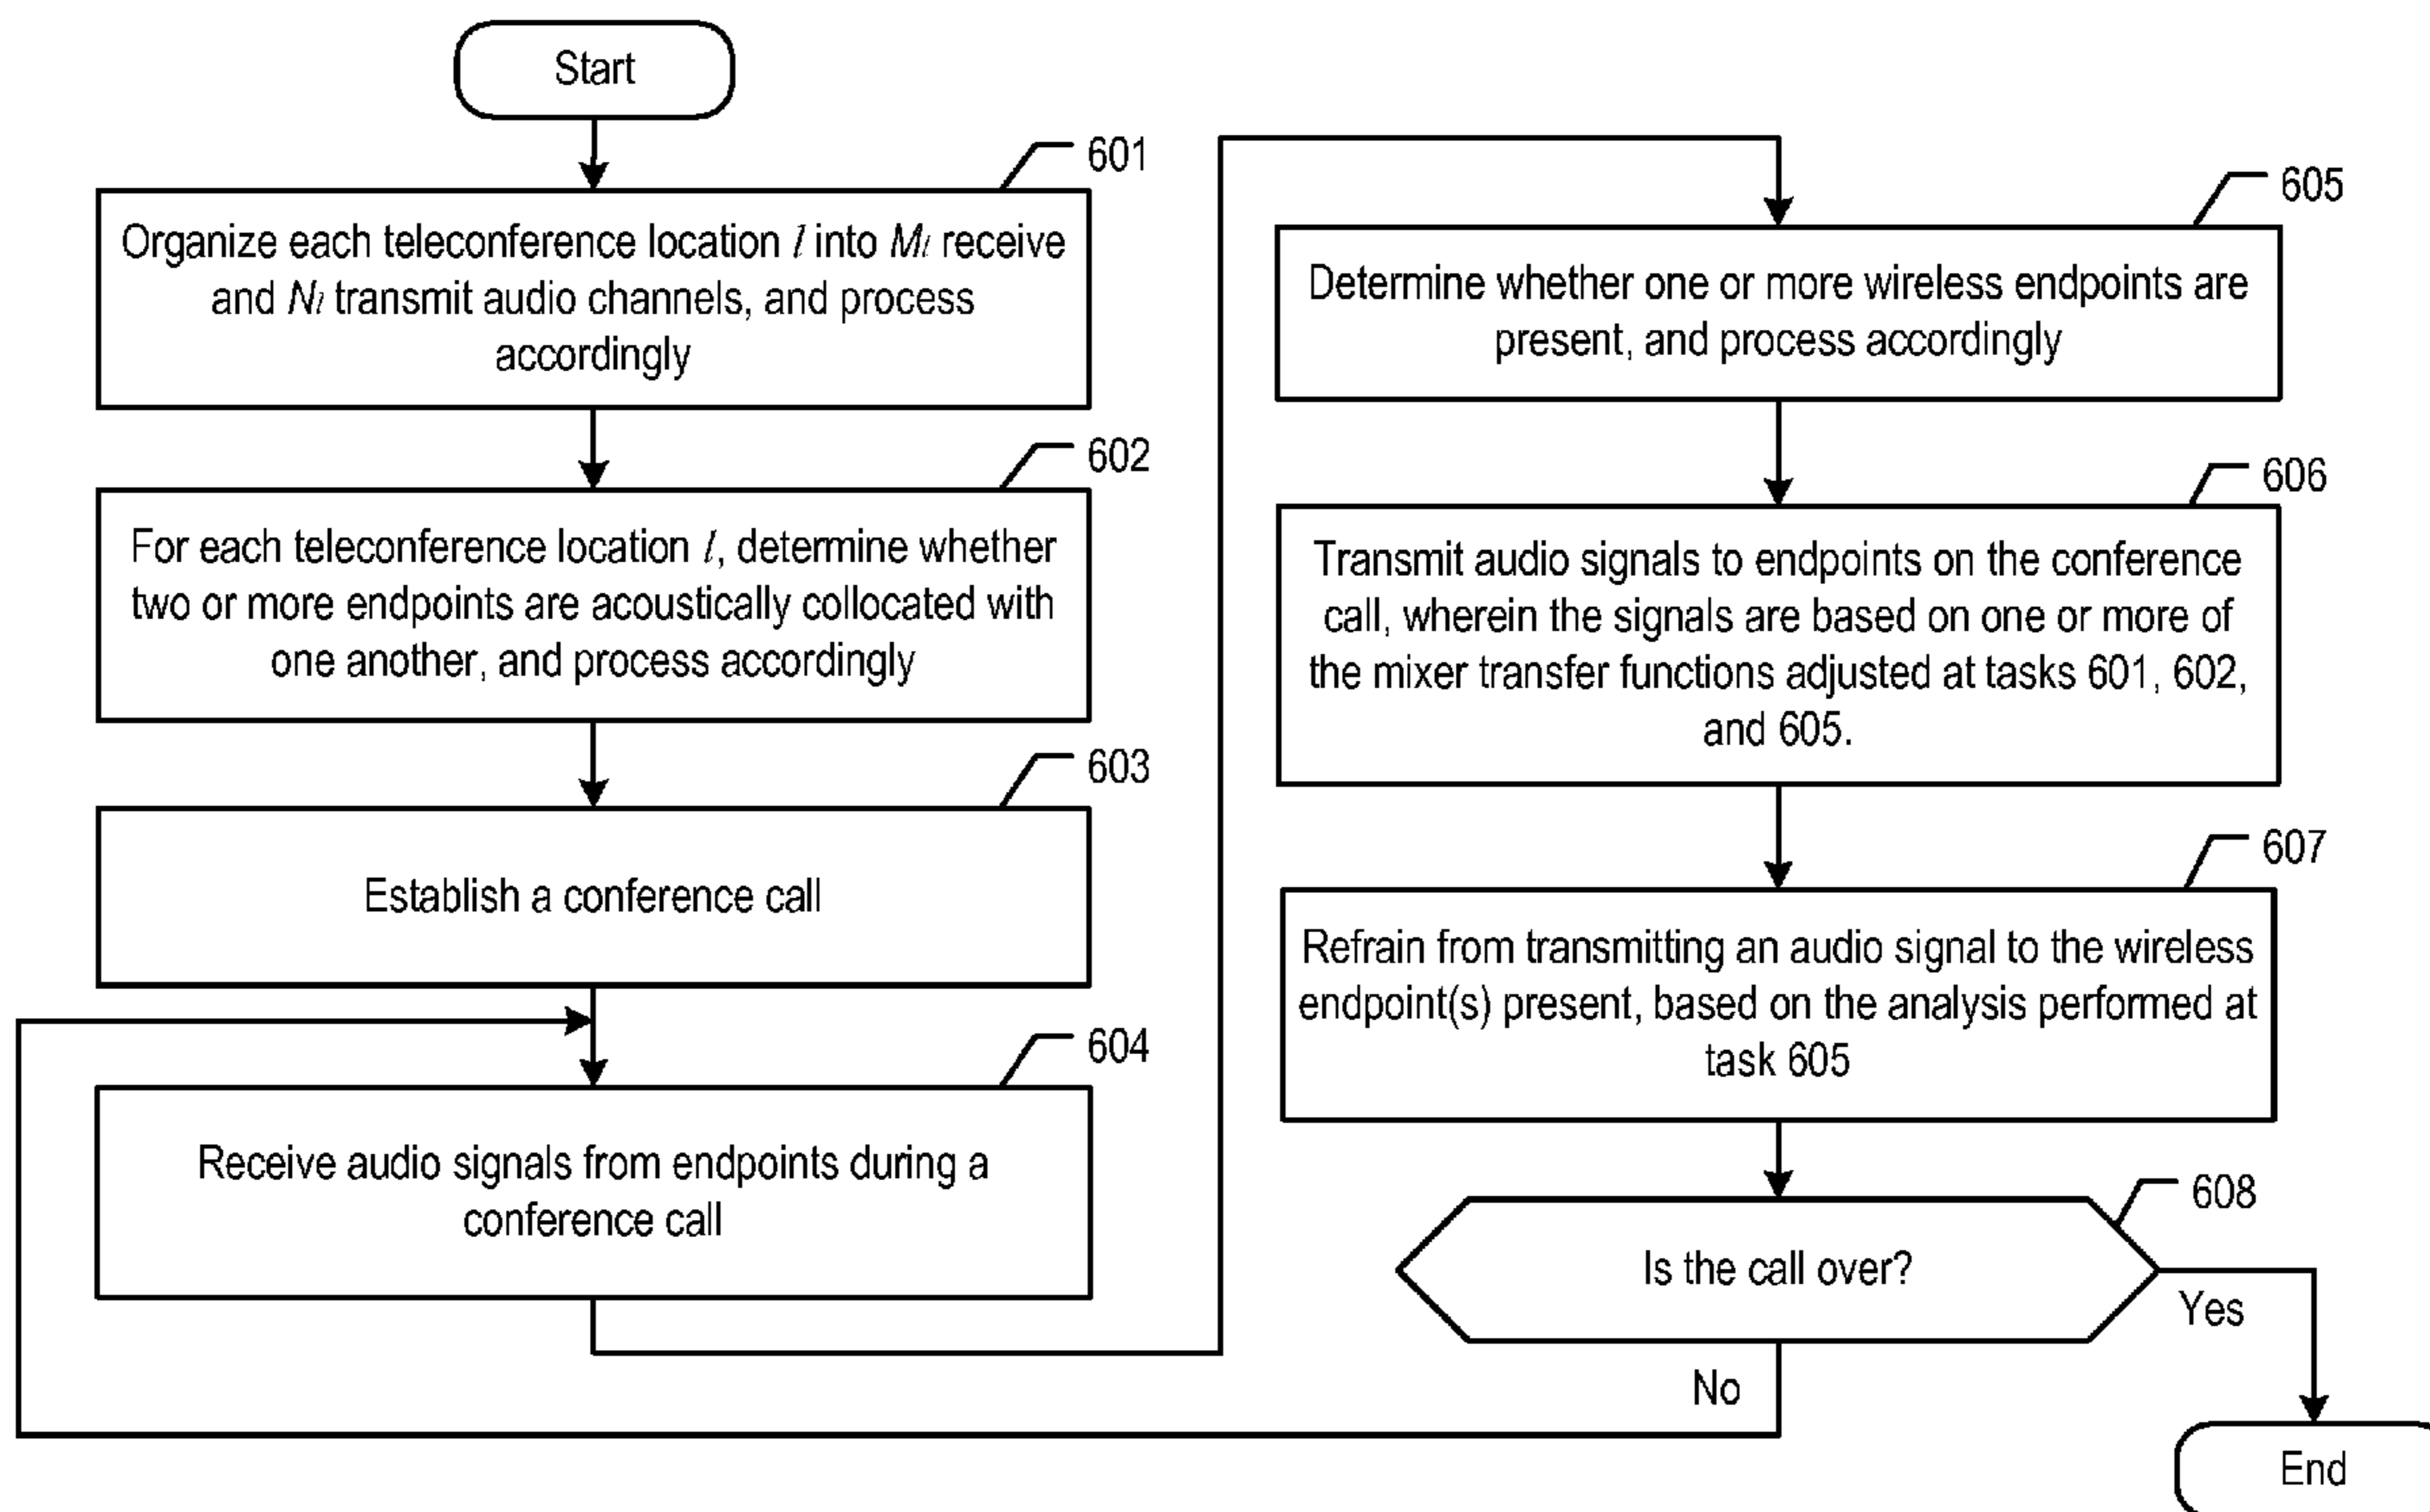 Start
601
Organize each teleconference location l into Ml receive
and Nl transmit audio channels, and process
accordingly
602
For each teleconference location l, determine whether
two or more endpoints are acoustically collocated with
one another, and process accordingly
603
Establish a conference call
604
Receive audio signals from endpoints during a
conference call
605
Determine whether one or more wireless endpoints are
present, and process accordingly
606
Transmit audio signals to endpoints on the conference
call, wherein the signals are based on one or more of
the mixer transfer functions adjusted at tasks 601, 602,
and 605.
607
Refrain from transmitting an audio signal to the wireless
endpoint(s) present, based on the analysis performed at
task 605
608
Is the call over?
Yes
No
End